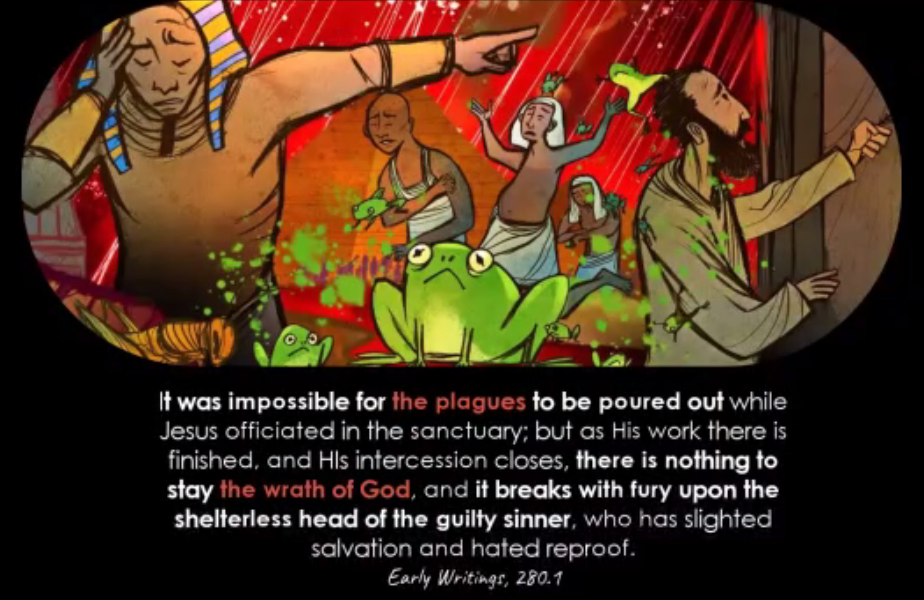 It was impossible for the plagues to be poured out while
Jesus officiated in the sanctuary; but as His work there is
finished, and HIs intercession closes, there is nothing to
stay the wrath of God, and it breaks with fury upon the
shelterless head of the guilty sinner, who has slighted
salvation and hated reproof.
Early Writings, 280.1